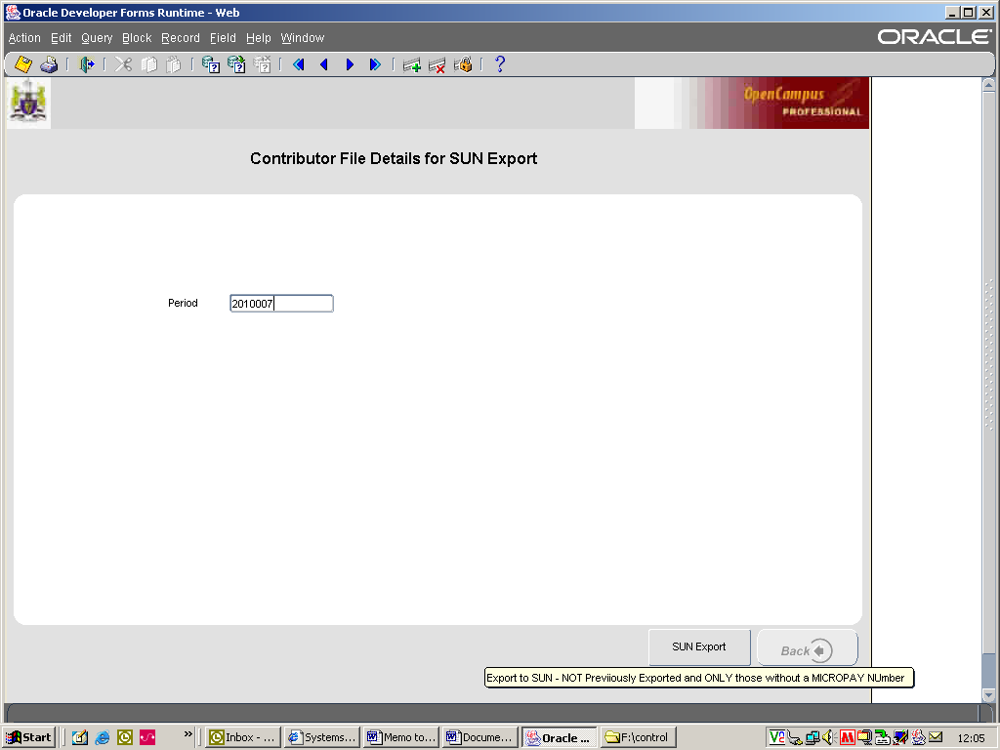 Oracle Developer Forms Runtime - Web
Action Edit Query Block Record Field Help Window
ORACLE
OpenCampus
PROFESSIONAL
Contributor File Details for SUN Export
Period 2010007
SUN Export Back
Export to SUN - NOT Previiously Exported and ONLY those without a MICROPAY NUmber
Start » Inbox - ... Systems... Memo to... Docume... Oracle ... F:\control 12:05